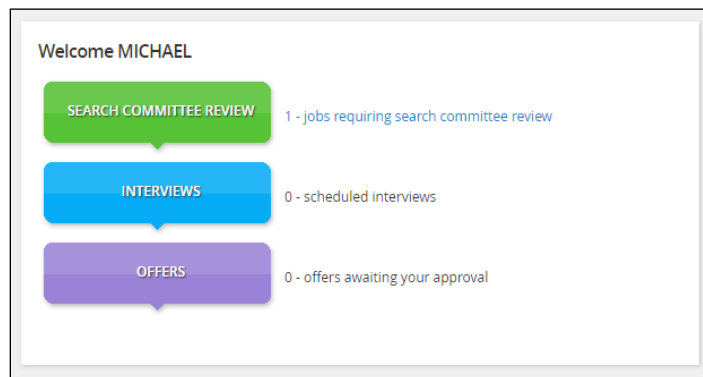 Welcome MICHAEL
SEARCH COMMITTEE REVIEW
1 - jobs requiring search committee review
INTERVIEWS
0 - scheduled interviews
OFFERS
0 - offers awaiting your approval